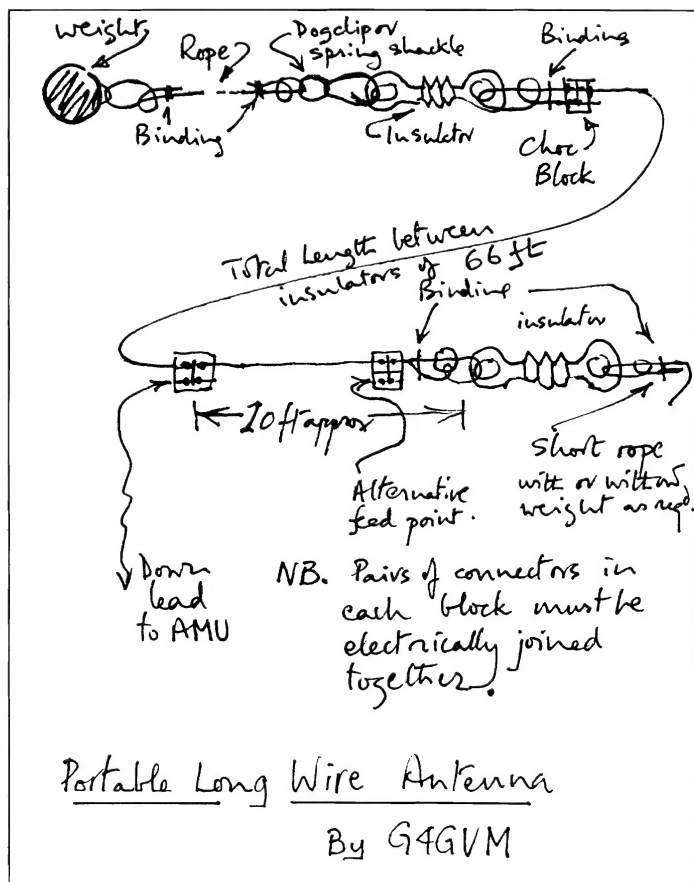 weight
Rope
Dogclip or
spring shackle
Binding
Binding
Insulator
Choc
Block
Total Length between
insulators of 66 ft
Binding
insulator
20 ft approx
Alternative
feed point.
short rope
with or without
weight as reqd.
Down
lead
to AMU
NB. Pairs of connectors in
each block must be
electrically joined
together.
Portable Long Wire Antenna
By G4GVM